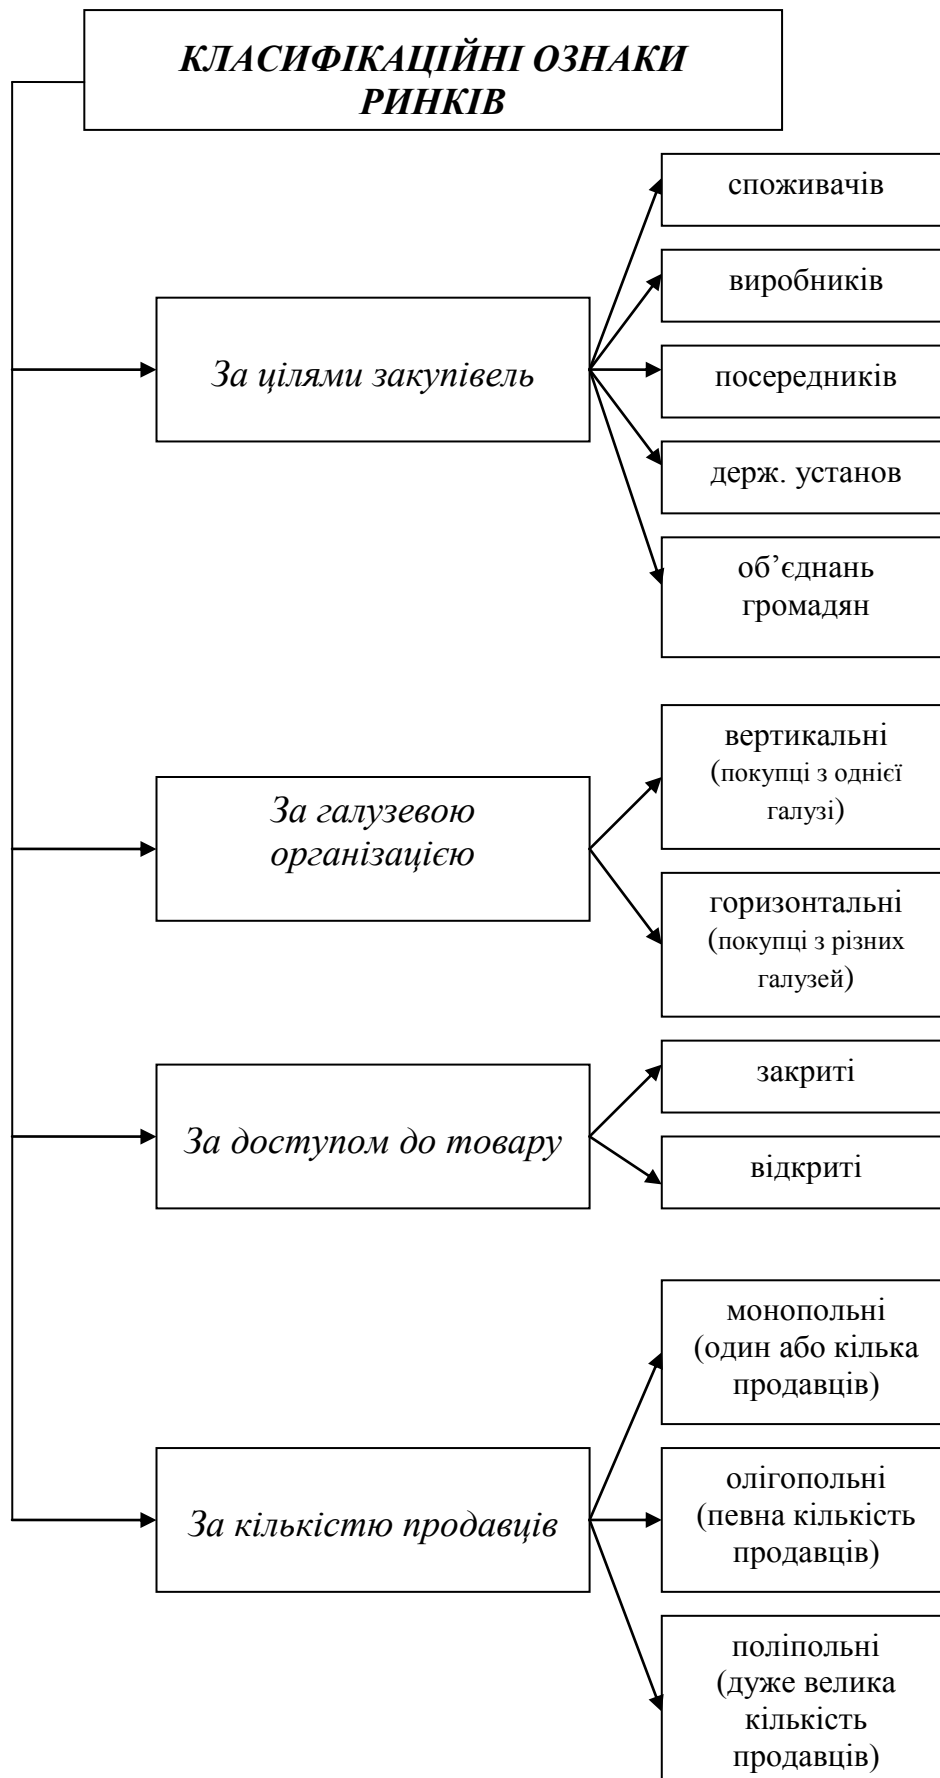 КЛАСИФІКАЦІЙНІ ОЗНАКИ
РИНКІВ
За цілями закупівель
споживачів
виробників
посередників
держ. установ
об’єднань
громадян
За галузевою
організацією
вертикальні
(покупці з однієї
галузі)
горизонтальні
(покупці з різних
галузей)
За доступом до товару
закриті
відкриті
За кількістю продавців
монопольні
(один або кілька
продавців)
олігопольні
(певна кількість
продавців)
поліпольні
(дуже велика
кількість
продавців)